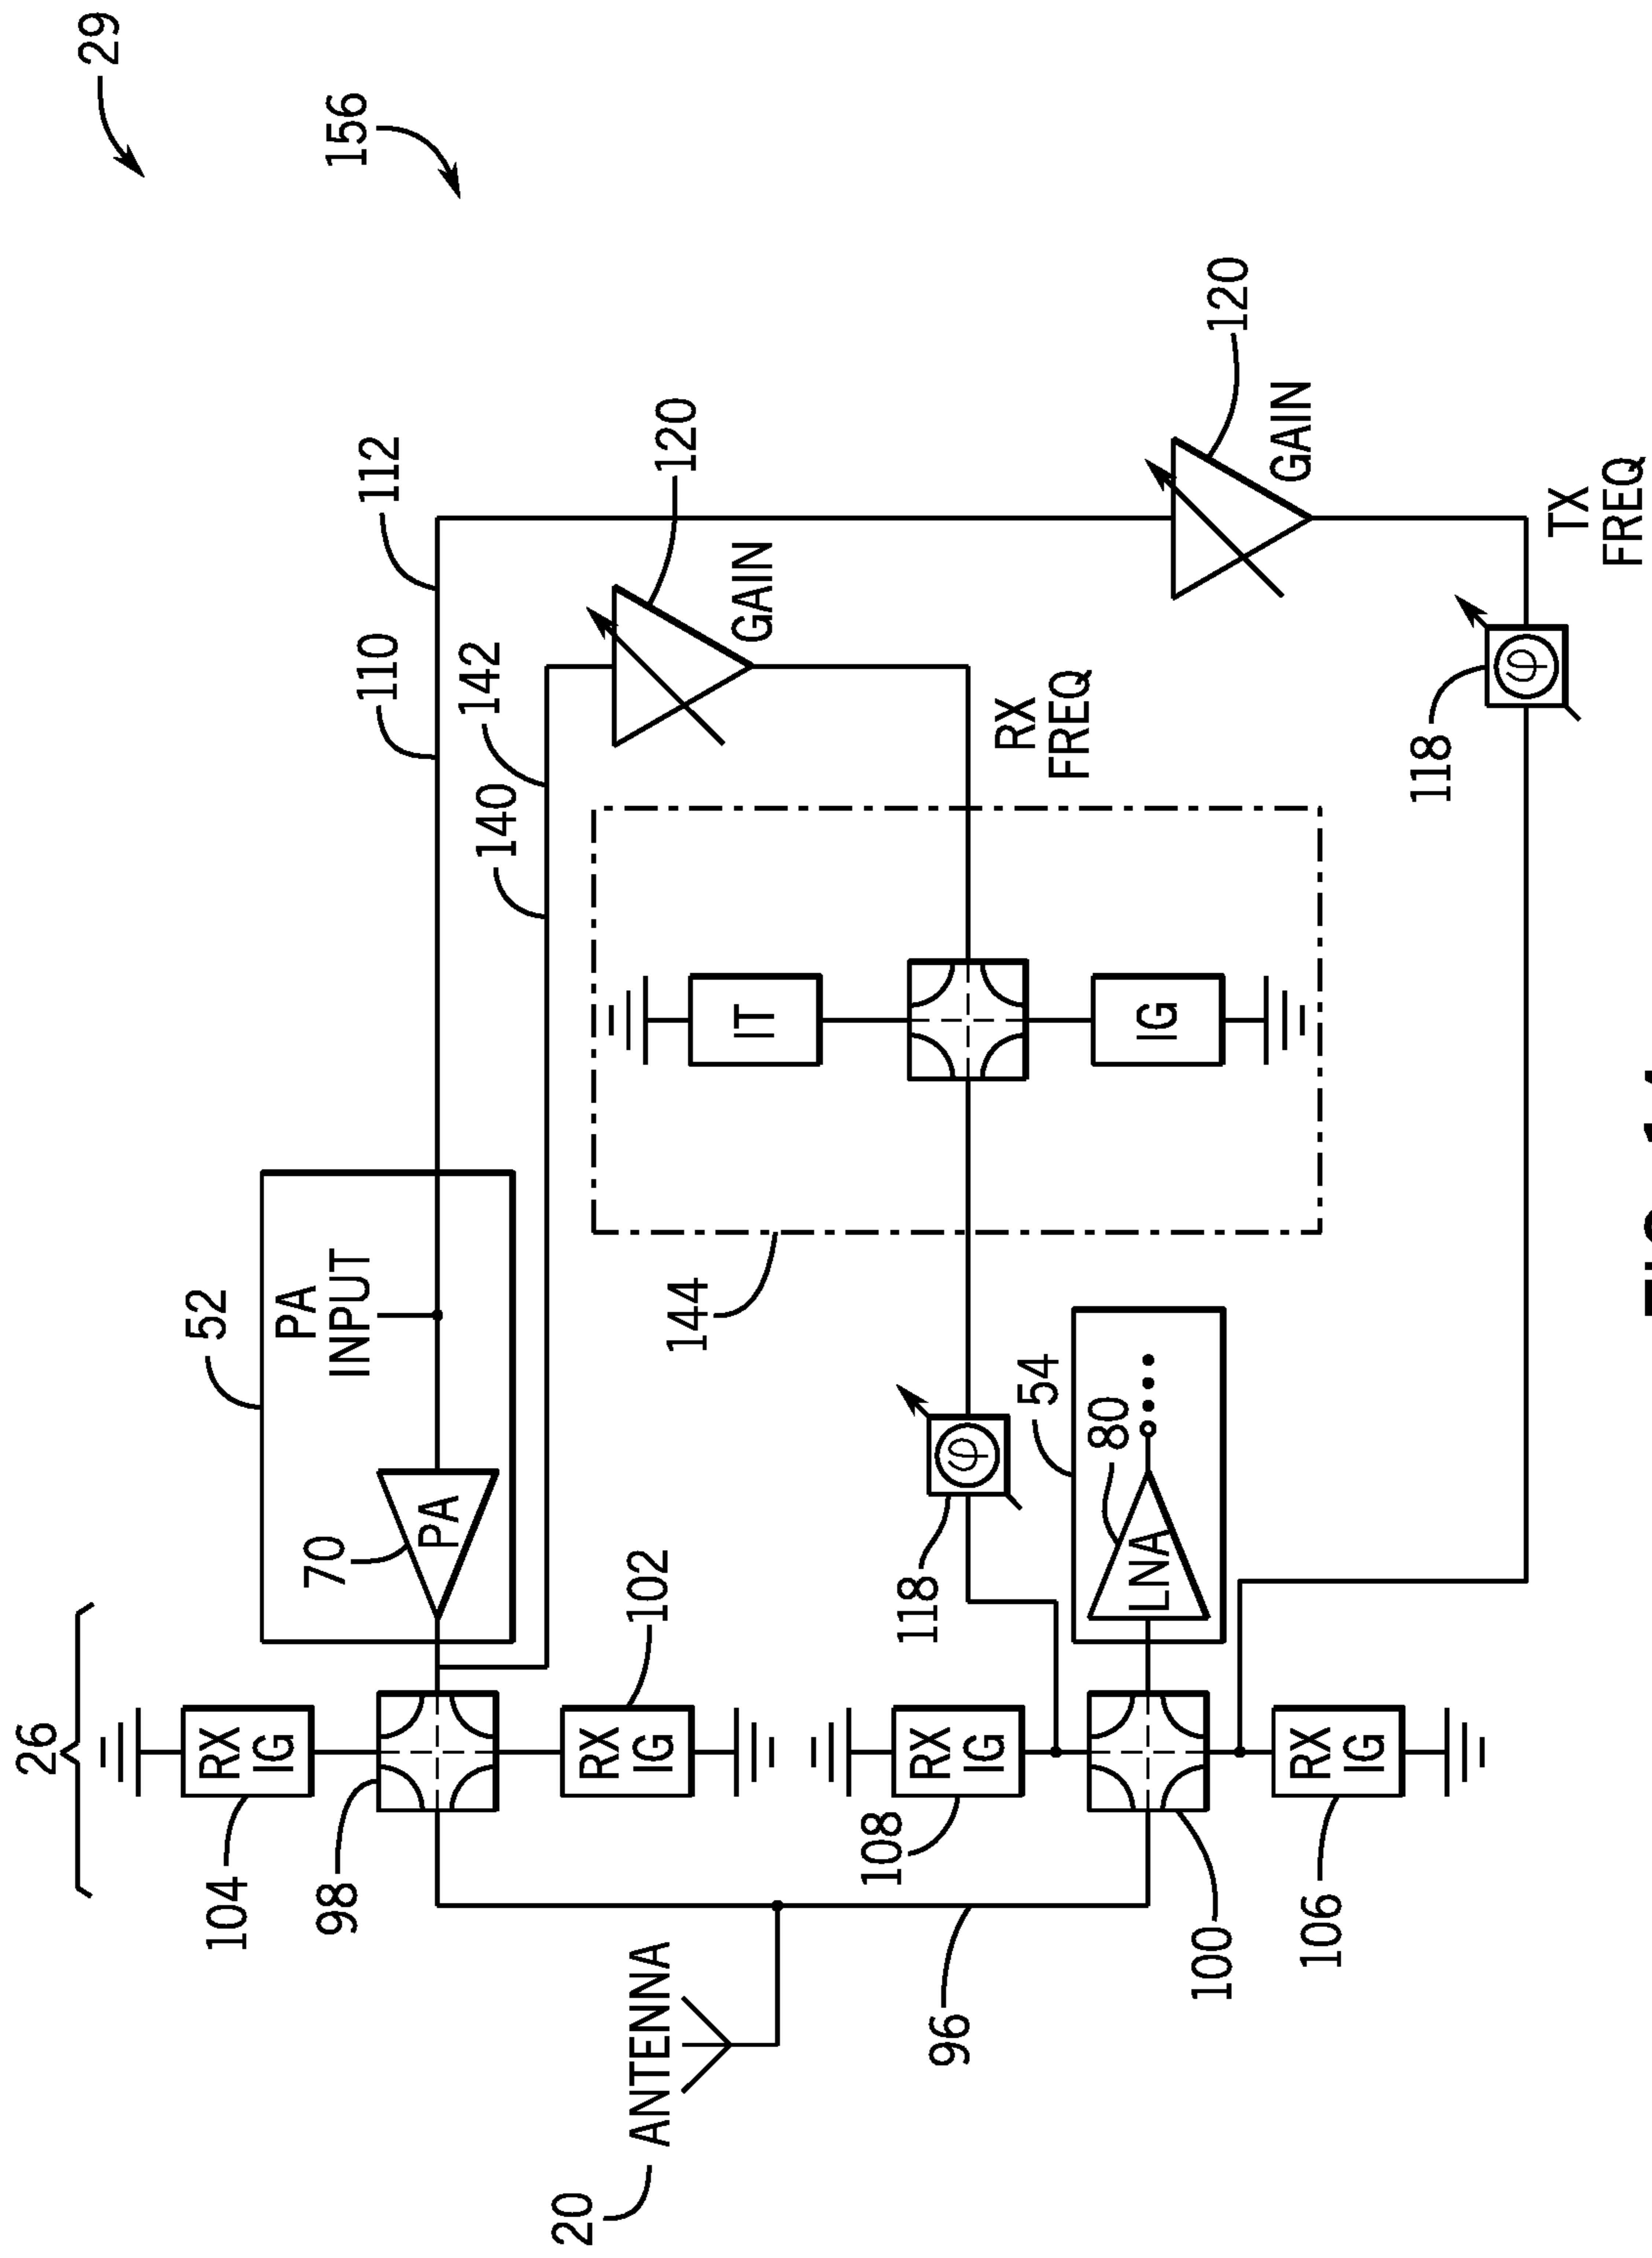 29
156
26
104
RX
IG
98
52
PA
INPUT
70
PA
102
RX
IG
110
112
140
142
120
GAIN
RX
FREQ
120
GAIN
TX
FREQ
118
144
IT
IG
118
54
80
LNA
108
RX
IG
100
106
RX
IG
96
20
ANTENNA